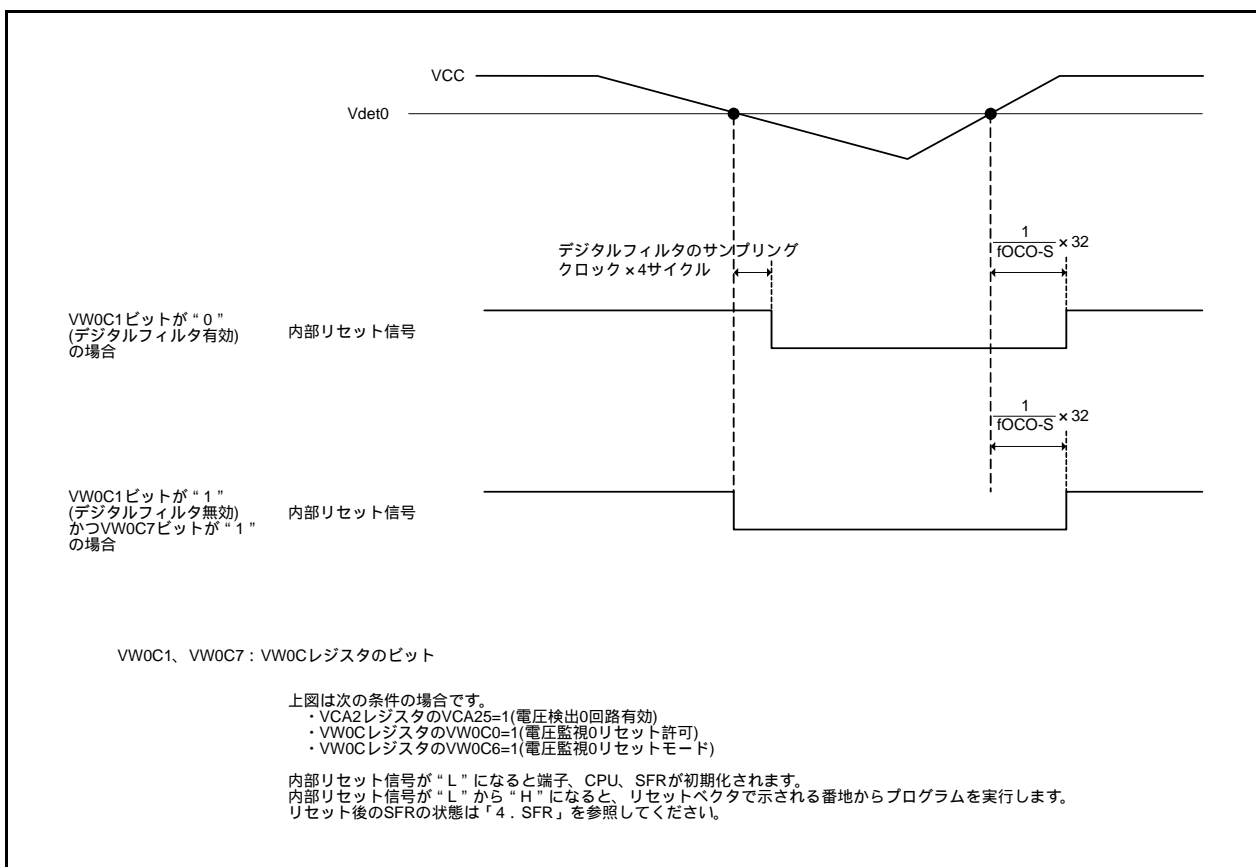 VCC
Vdet0
デジタルフィルタのサンプリング
クロック×4サイクル
1
fOCO-S
×32
VW0C1ビットが“0”
(デジタルフィルタ有効)
の場合
内部リセット信号
1
fOCO-S
×32
VW0C1ビットが“1”
(デジタルフィルタ無効)
かつVW0C7ビットが“1”
の場合
内部リセット信号
VW0C1、VW0C7：VW0Cレジスタのビット
上図は次の条件の場合です。
・VCA2レジスタのVCA25=1(電圧検出0回路有効)
・VW0CレジスタのVW0C0=1(電圧監視0リセット許可)
・VW0CレジスタのVW0C6=1(電圧監視0リセットモード)
内部リセット信号が“L”になると端子、CPU、SFRが初期化されます。
内部リセット信号が“L”から“H”になると、リセットベクタで示される番地からプログラムを実行します。
リセット後のSFRの状態は「4．SFR」を参照してください。